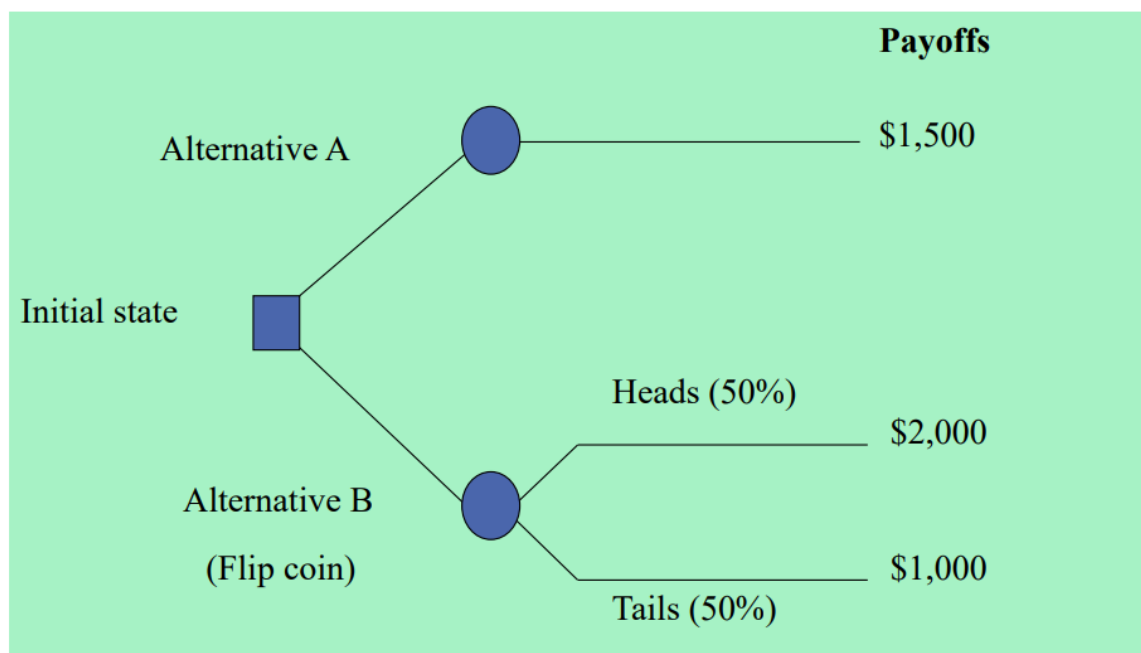 Payoffs
Alternative A
$1,500
Initial state
Heads (50%)
$2,000
Alternative B
(Flip coin)
$1,000
Tails (50%)